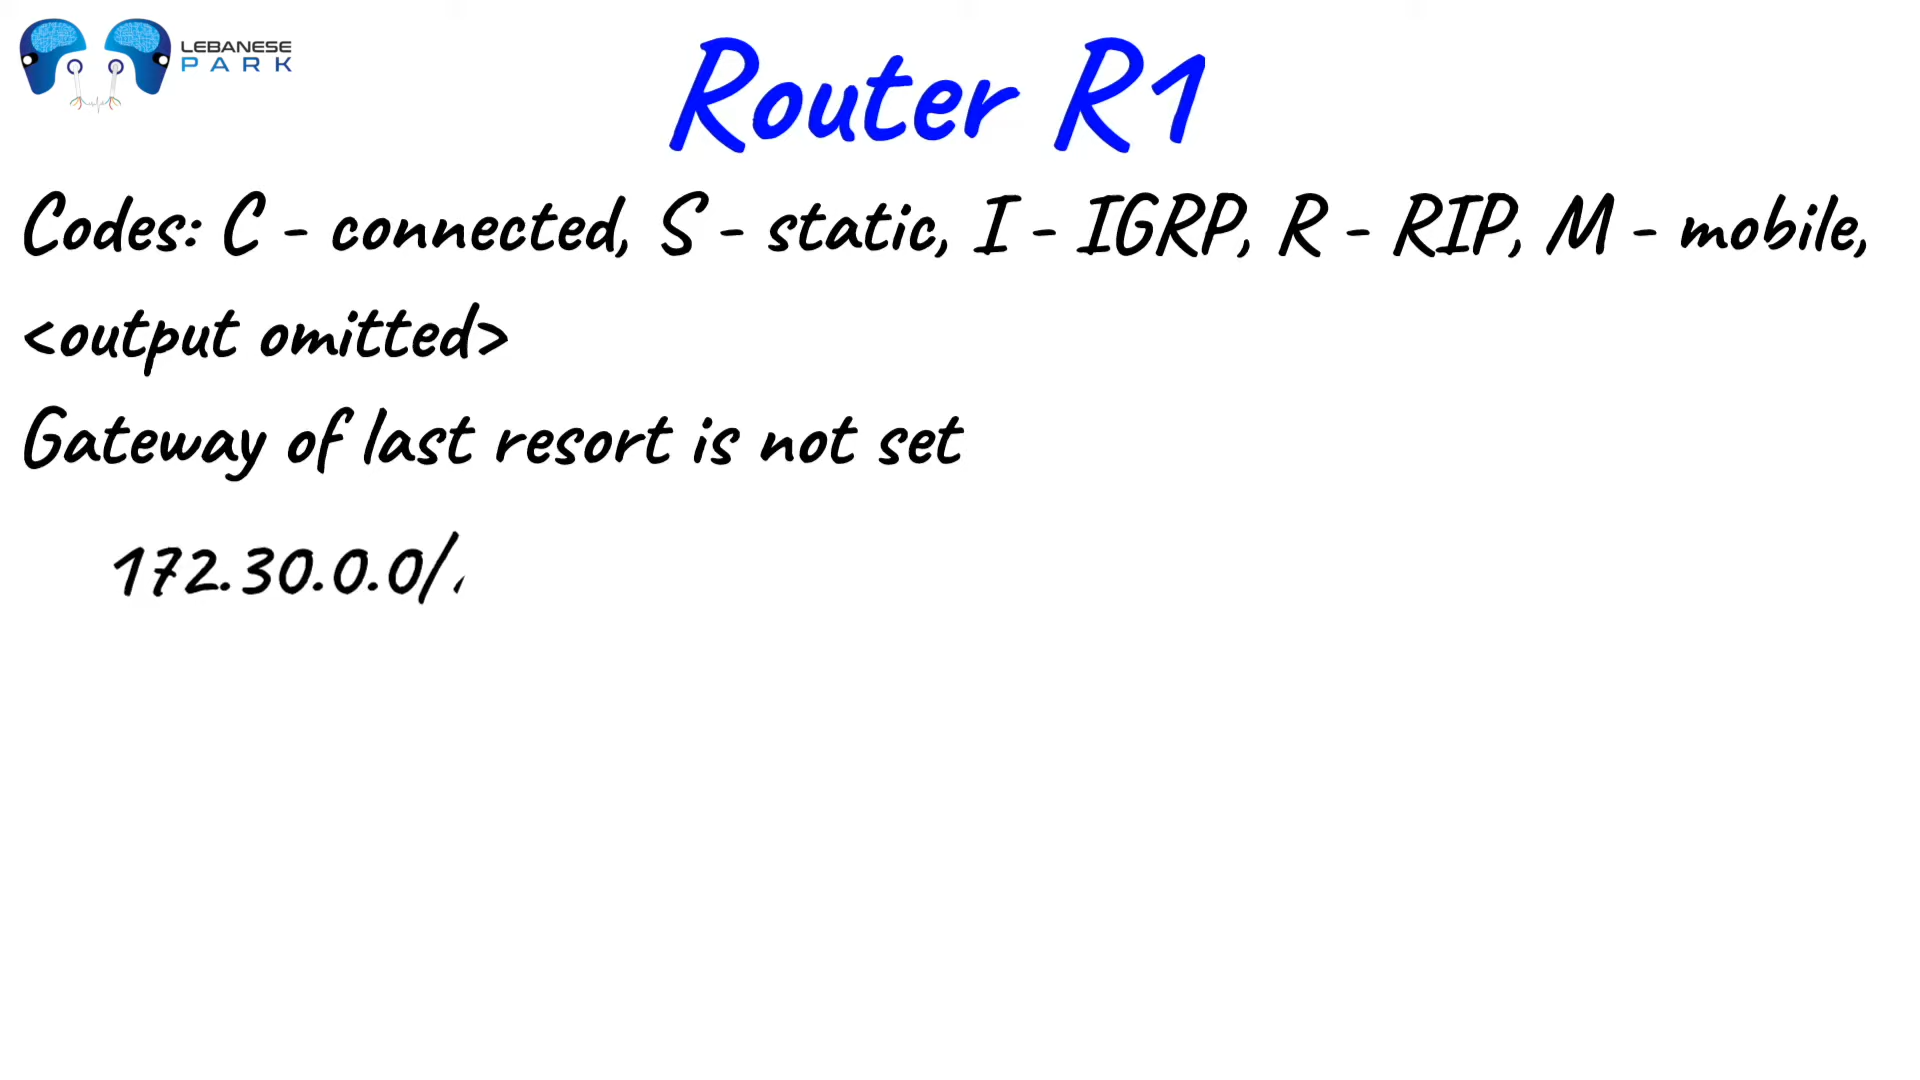 LEBANESE
PARK
Router R1
Codes: C - connected, S - static, I - IGRP, R - RIP, M - mobile,
<output omitted>
Gateway of last resort is not set
172.30.0.0/